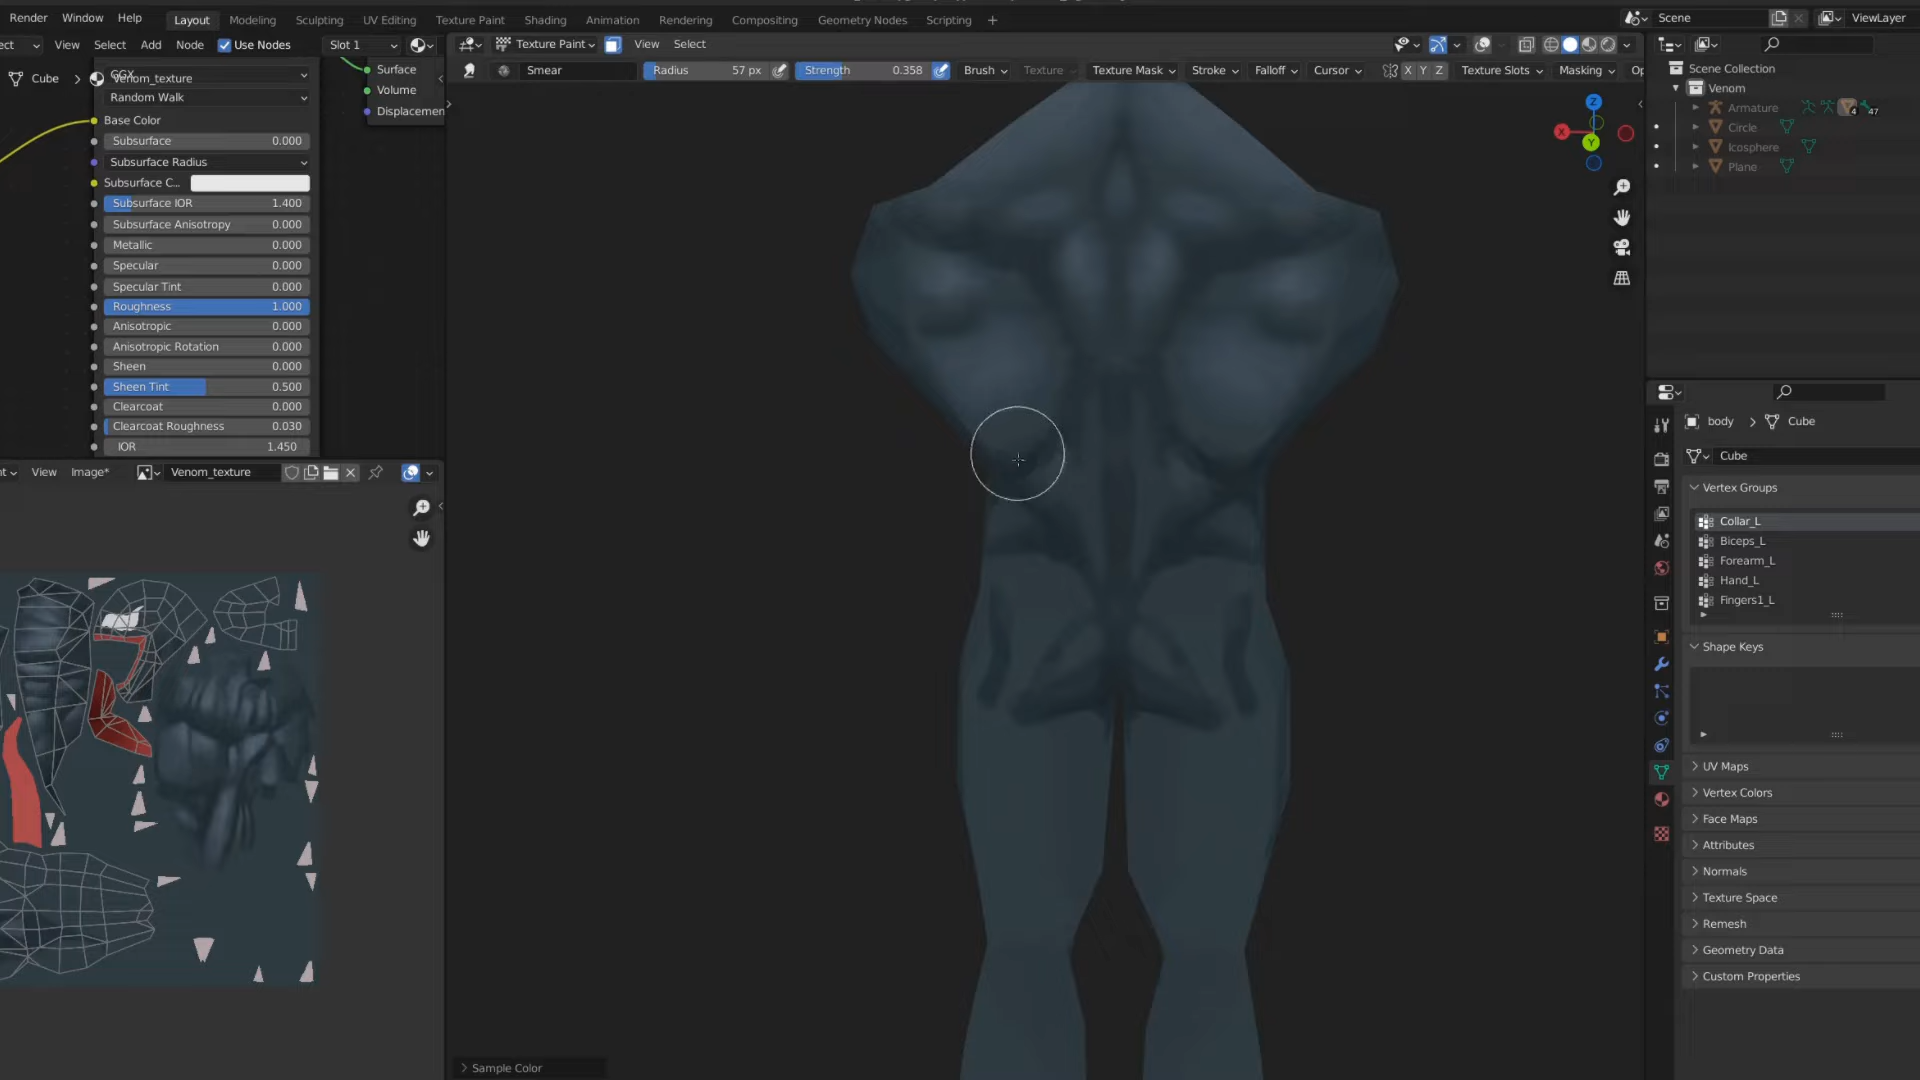 Render Window Help Layout Modeling Sculpting UV Editing Texture Paint Shading Animation Rendering Compositing Geometry Nodes Scripting + Scene ViewLayer
ect View Select Add Node Use Nodes Slot 1 Texture Paint View Select
Smear Radius 57 px Strength 0.358 Brush Texture Texture Mask Stroke Falloff Cursor X Y Z Texture Slots Masking Op
Cube > Venom_texture
GGX
Random Walk
Base Color
Subsurface 0.000
Subsurface Radius
Subsurface C...
Subsurface IOR 1.400
Subsurface Anisotropy 0.000
Metallic 0.000
Specular 0.000
Specular Tint 0.000
Roughness 1.000
Anisotropic 0.000
Anisotropic Rotation 0.000
Sheen 0.000
Sheen Tint 0.500
Clearcoat 0.000
Clearcoat Roughness 0.030
IOR 1.450
Surface
Volume
Displacemen
nt View Image* Venom_texture
Sample Color
Z
X
Y
Scene Collection
Venom
Armature 4 47
Circle
Icosphere
Plane
body > Cube
Cube
Vertex Groups
Collar_L
Biceps_L
Forearm_L
Hand_L
Fingers1_L
Shape Keys
UV Maps
Vertex Colors
Face Maps
Attributes
Normals
Texture Space
Remesh
Geometry Data
Custom Properties